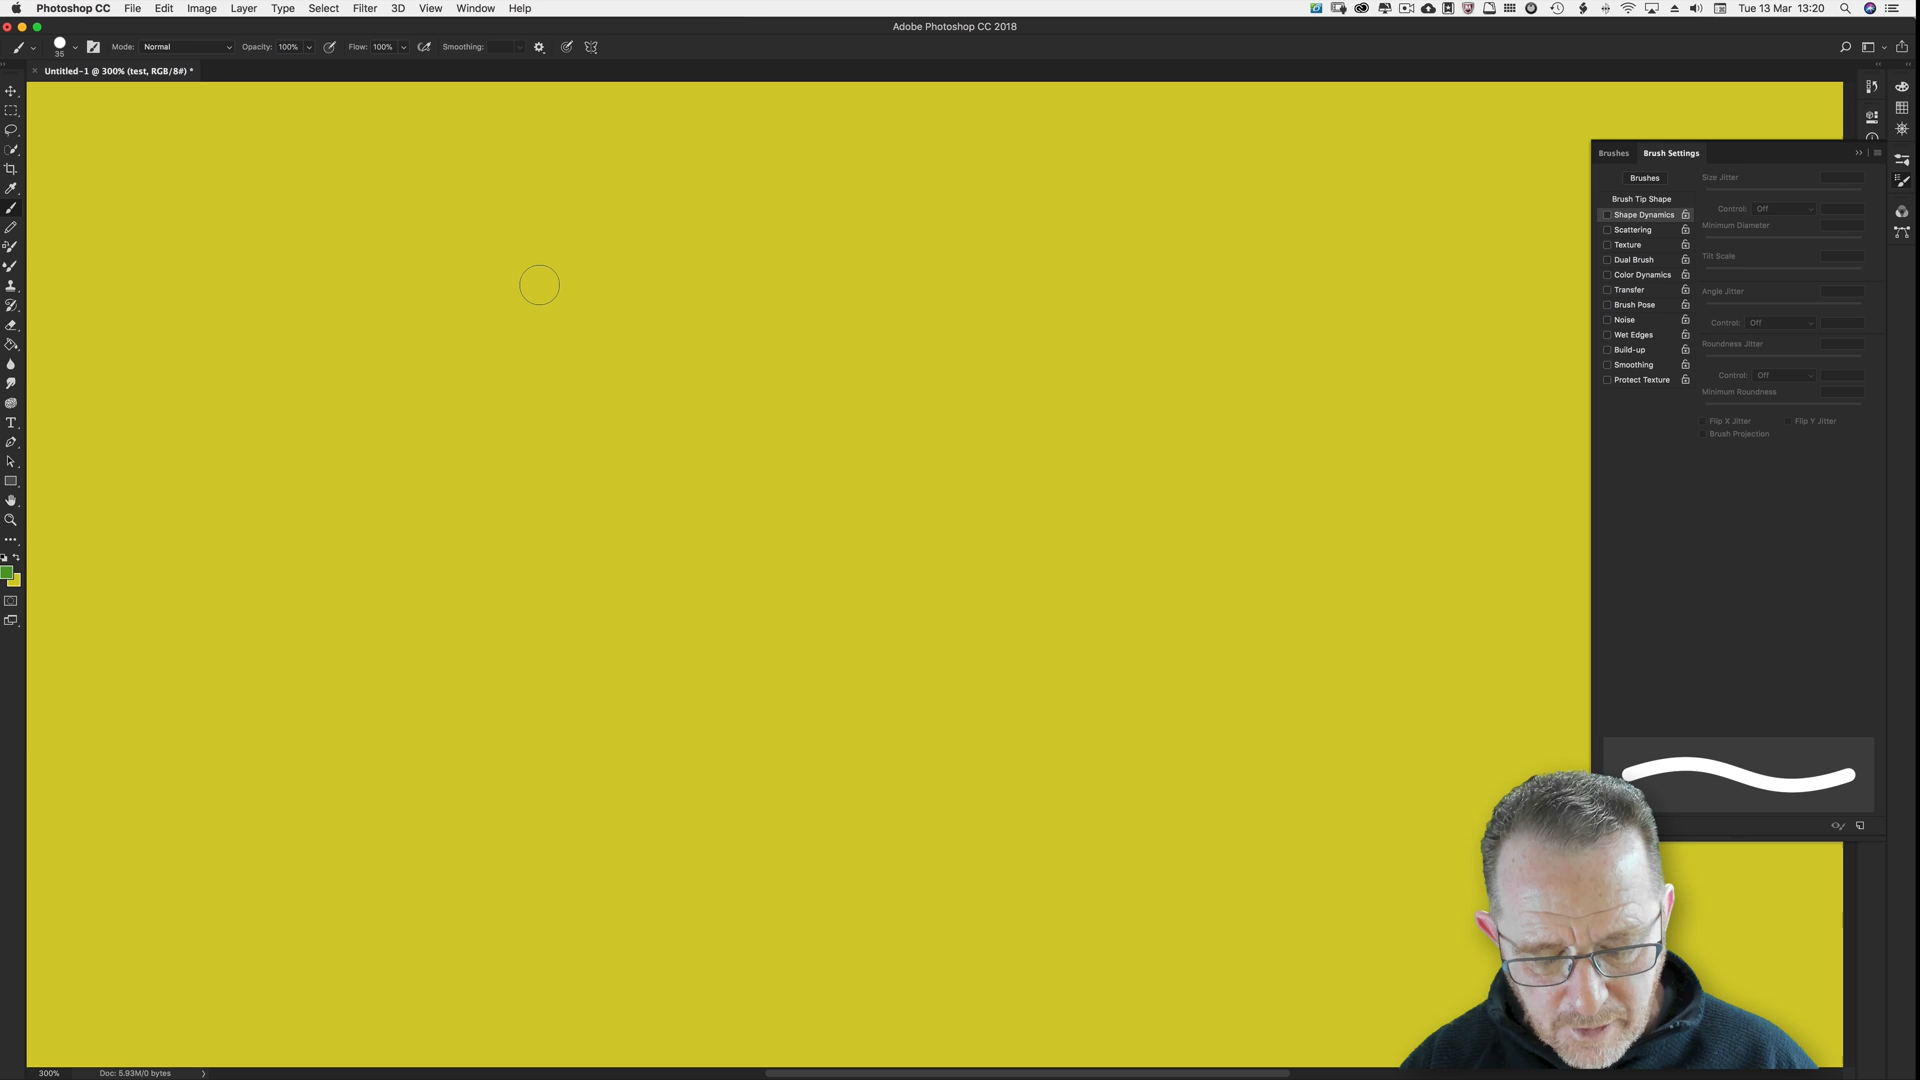 Photoshop CC File Edit Image Layer Type Select Filter 3D View Window Help Tue 13 Mar 13:20
Adobe Photoshop CC 2018
35 Mode: Normal Opacity: 100% Flow: 100% Smoothing:
Untitled-1 @ 300% (test, RGB/8#) *
Brushes Brush Settings
Brushes
Brush Tip Shape
Shape Dynamics
Scattering
Texture
Dual Brush
Color Dynamics
Transfer
Brush Pose
Noise
Wet Edges
Build-up
Smoothing
Protect Texture
Size Jitter
Control: Off
Minimum Diameter
Tilt Scale
Angle Jitter
Control: Off
Roundness Jitter
Control: Off
Minimum Roundness
Flip X Jitter Flip Y Jitter
Brush Projection
300% Doc: 5.93M/0 bytes